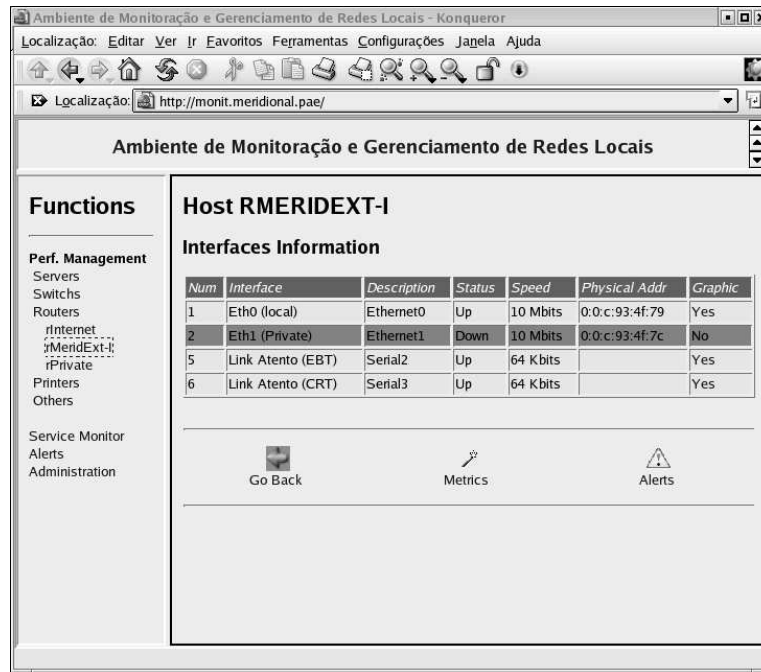 Ambiente de Monitoração e Gerenciamento de Redes Locais - Konqueror
Localização: Editar Ver Ir Favoritos Ferramentas Configurações Janela Ajuda
Localização: http://monit.meridional.pae/
Ambiente de Monitoração e Gerenciamento de Redes Locais
Functions
Perf. Management
Servers
Switchs
Routers
rInternet
rMeridExt-I
rPrivate
Printers
Others
Service Monitor
Alerts
Administration
Host RMERIDEXT-I
Interfaces Information
Num Interface Description Status Speed Physical Addr Graphic
1 Eth0 (local) Ethernet0 Up 10 Mbits 0:0:c:93:4f:79 Yes
2 Eth1 (Private) Ethernet1 Down 10 Mbits 0:0:c:93:4f:7c No
5 Link Atento (EBT) Serial2 Up 64 Kbits Yes
6 Link Atento (CRT) Serial3 Up 64 Kbits Yes
Go Back Metrics Alerts